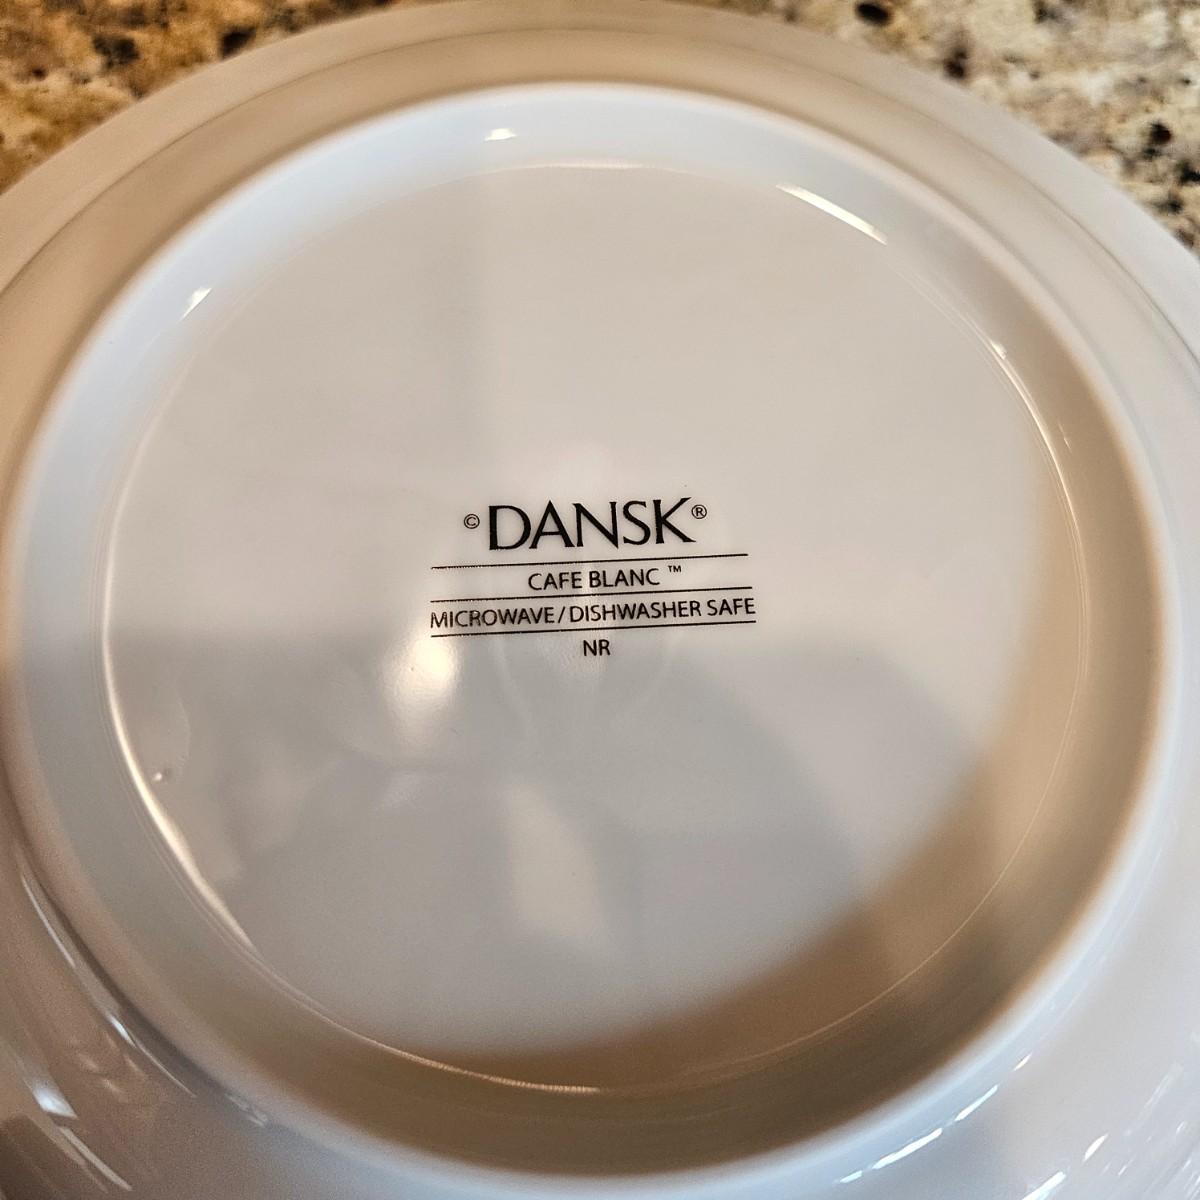 © DANSK®
CAFE BLANC ™
MICROWAVE/DISHWASHER SAFE
NR